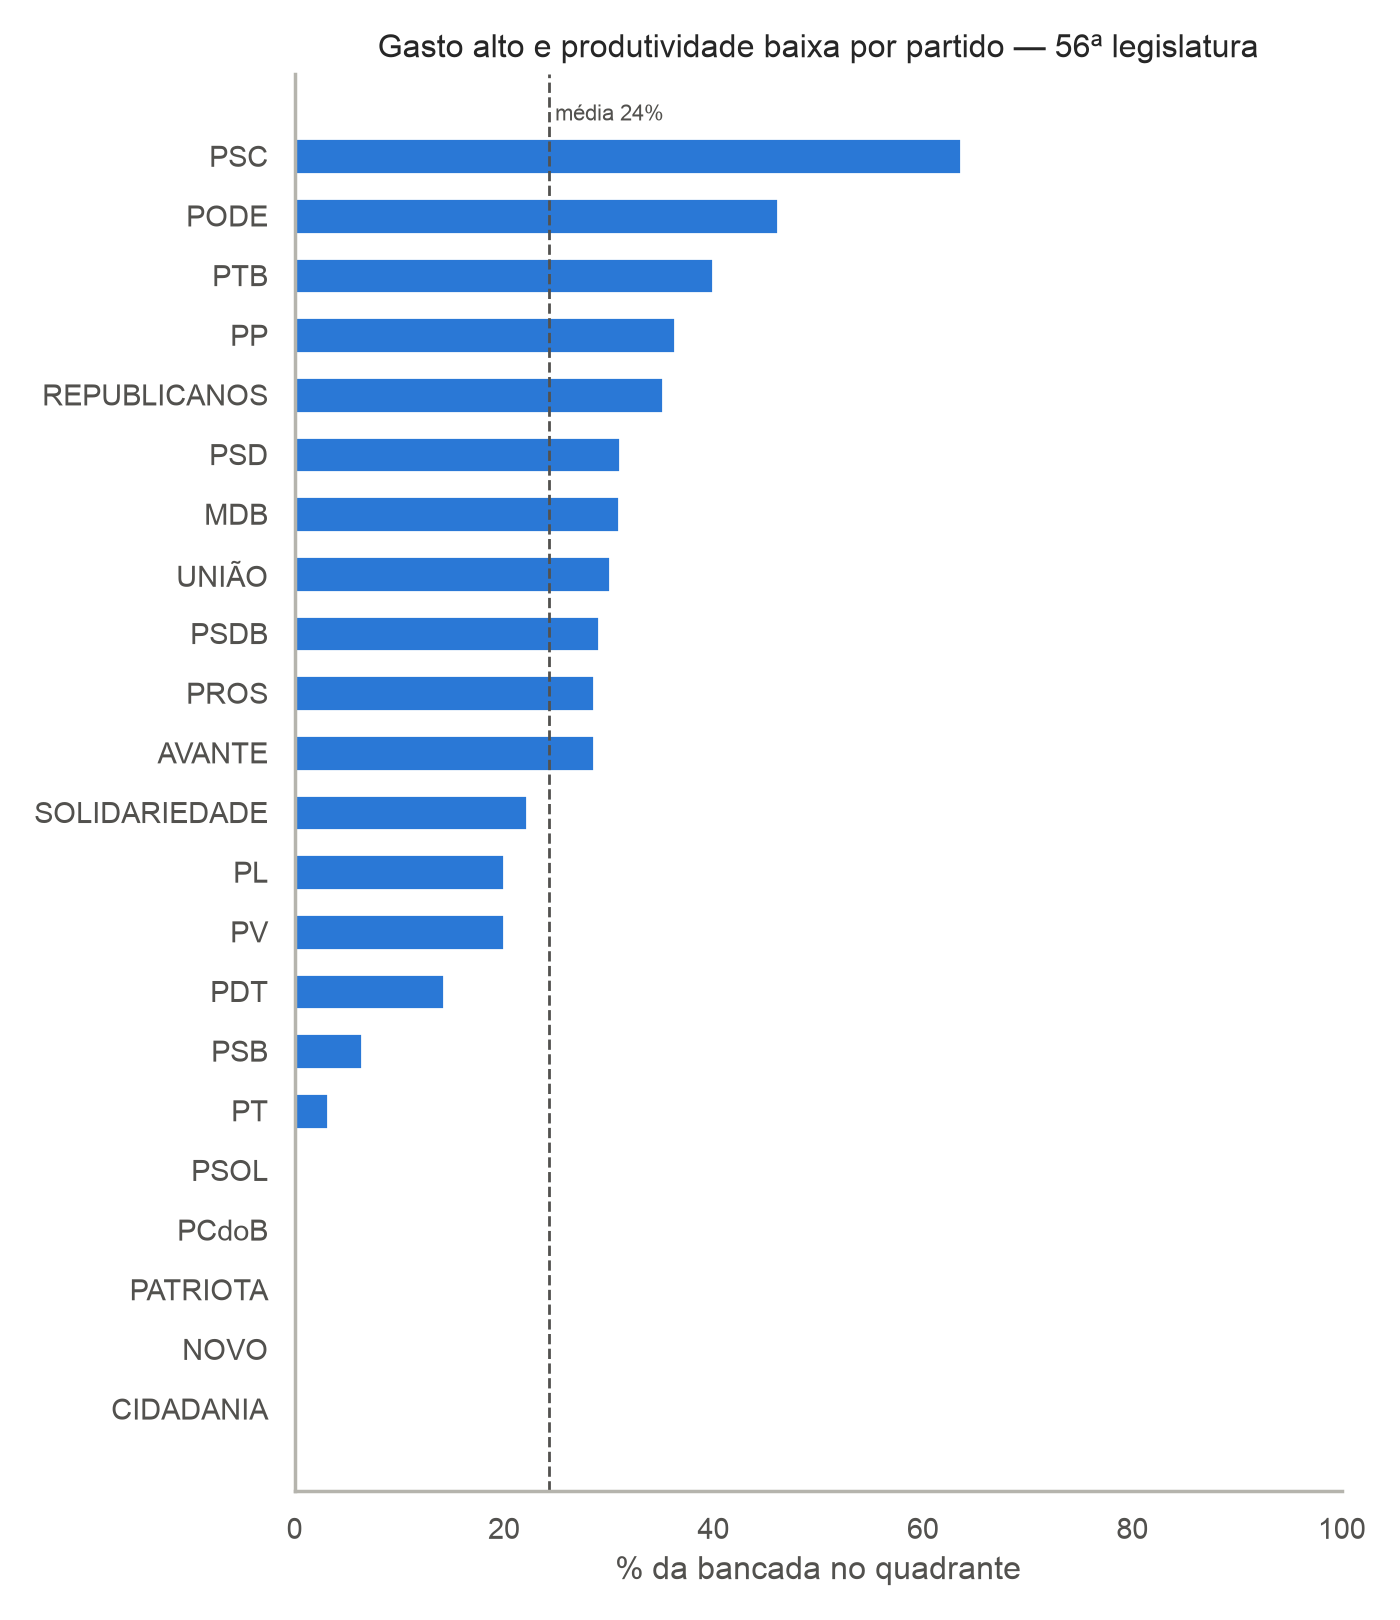 Gasto alto e produtividade baixa por partido — 56ª legislatura
média 24%
PSC
PODE
PTB
PP
REPUBLICANOS
PSD
MDB
UNIÃO
PSDB
PROS
AVANTE
SOLIDARIEDADE
PL
PV
PDT
PSB
PT
PSOL
PCdoB
PATRIOTA
NOVO
CIDADANIA
0 20 40 60 80 100
% da bancada no quadrante